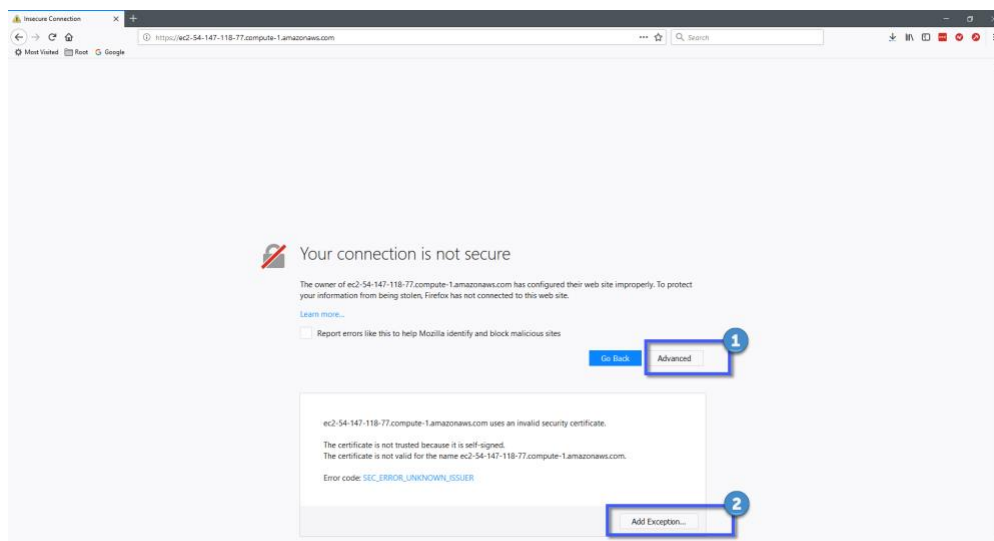 Insecure Connection
https://ec2-54-147-118-77.compute-1.amazonaws.com
Search
Most Visited Root Google
Your connection is not secure
The owner of ec2-54-147-118-77.compute-1.amazonaws.com has configured their web site improperly. To protect
your information from being stolen, Firefox has not connected to this web site.
Learn more...
Report errors like this to help Mozilla identify and block malicious sites
1
Go Back Advanced
ec2-54-147-118-77.compute-1.amazonaws.com uses an invalid security certificate.
The certificate is not trusted because it is self-signed.
The certificate is not valid for the name ec2-54-147-118-77.compute-1.amazonaws.com.
Error code: SEC_ERROR_UNKNOWN_ISSUER
2
Add Exception...